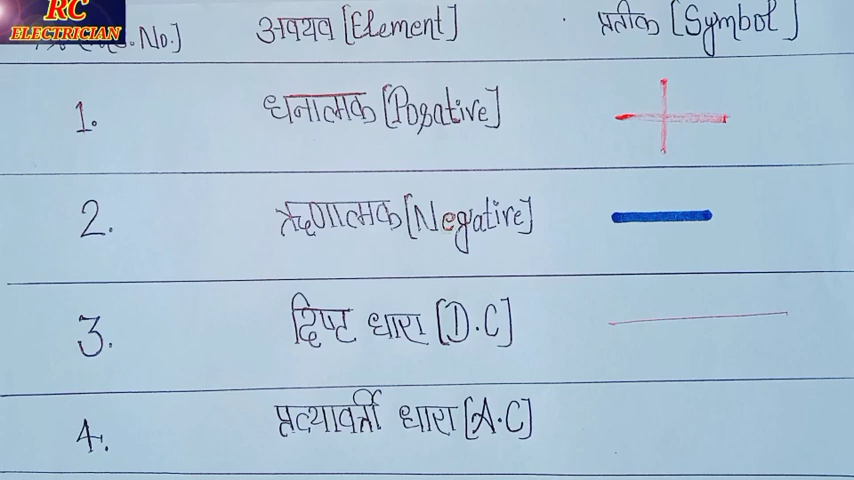 RC
ELECTRICIAN
No.] अवयव [Element] प्रतीक [Symbol]
1. धनात्मक [Posative]
2. ऋणात्मक [Negative]
3. दिष्ट धारा [D.C]
4. प्रत्यावर्ती धारा [A.C]